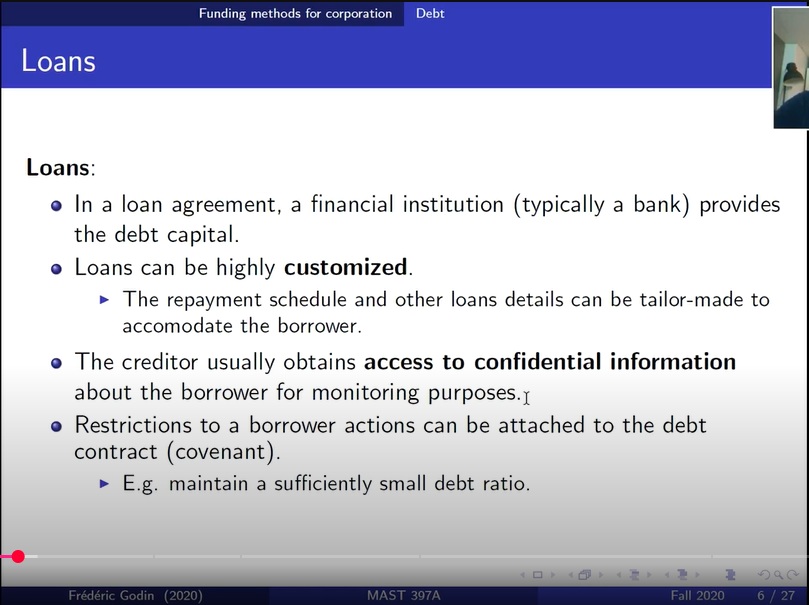 Funding methods for corporation Debt
Loans
Loans:
In a loan agreement, a financial institution (typically a bank) provides
the debt capital.
Loans can be highly customized.
The repayment schedule and other loans details can be tailor-made to
accomodate the borrower.
The creditor usually obtains access to confidential information
about the borrower for monitoring purposes.
Restrictions to a borrower actions can be attached to the debt
contract (covenant).
E.g. maintain a sufficiently small debt ratio.
Frédéric Godin (2020) MAST 397A Fall 2020 6 / 27